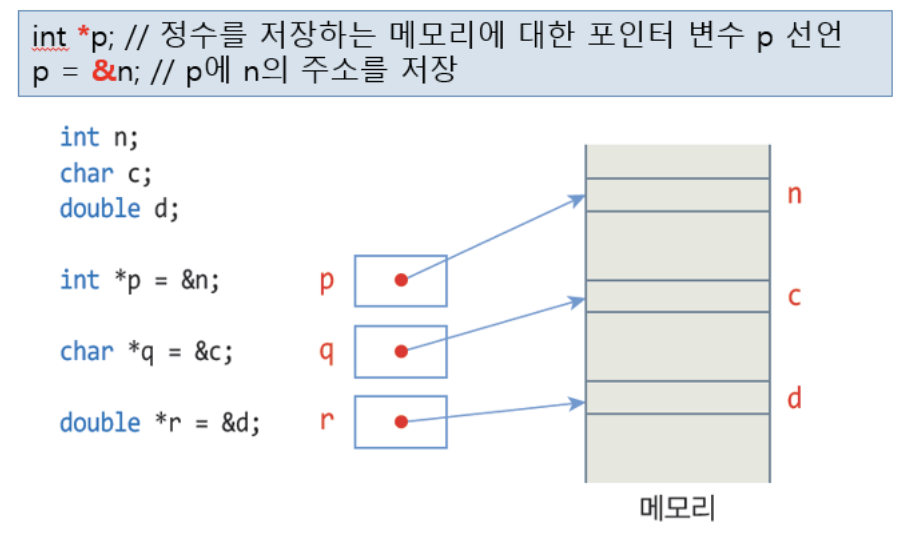 int *p; // 정수를 저장하는 메모리에 대한 포인터 변수 p 선언
p = &n; // p에 n의 주소를 저장
int n;
char c;
double d;
int *p = &n;
char *q = &c;
double *r = &d;
p
q
r
n
c
d
메모리